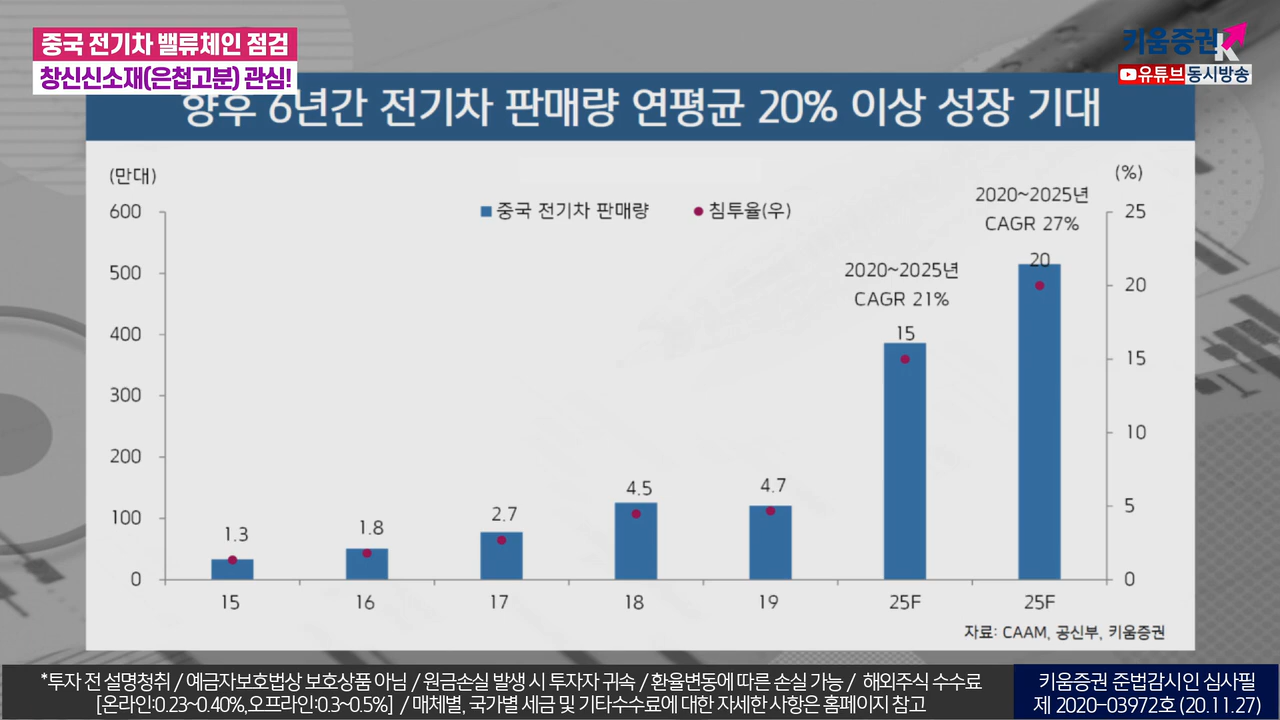 중국 전기차 밸류체인 점검
창신신소재(은첩고분) 관심!
키움증권
유튜브동시방송
향후 6년간 전기차 판매량 연평균 20% 이상 성장 기대
(만대)
(%)
중국 전기차 판매량
침투율(우)
600
500
400
300
200
100
0
25
20
15
10
5
0
2020~2025년
CAGR 21%
2020~2025년
CAGR 27%
1.3
1.8
2.7
4.5
4.7
15
20
15
16
17
18
19
25F
25F
자료: CAAM, 공신부, 키움증권
*투자 전 설명청취 / 예금자보호법상 보호상품 아님 / 원금손실 발생 시 투자자 귀속 / 환율변동에 따른 손실 가능 / 해외주식 수수료
[온라인:0.23~0.40%,오프라인:0.3~0.5%] / 매체별, 국가별 세금 및 기타수수료에 대한 자세한 사항은 홈페이지 참고
키움증권 준법감시인 심사필
제 2020-03972호 (20.11.27)